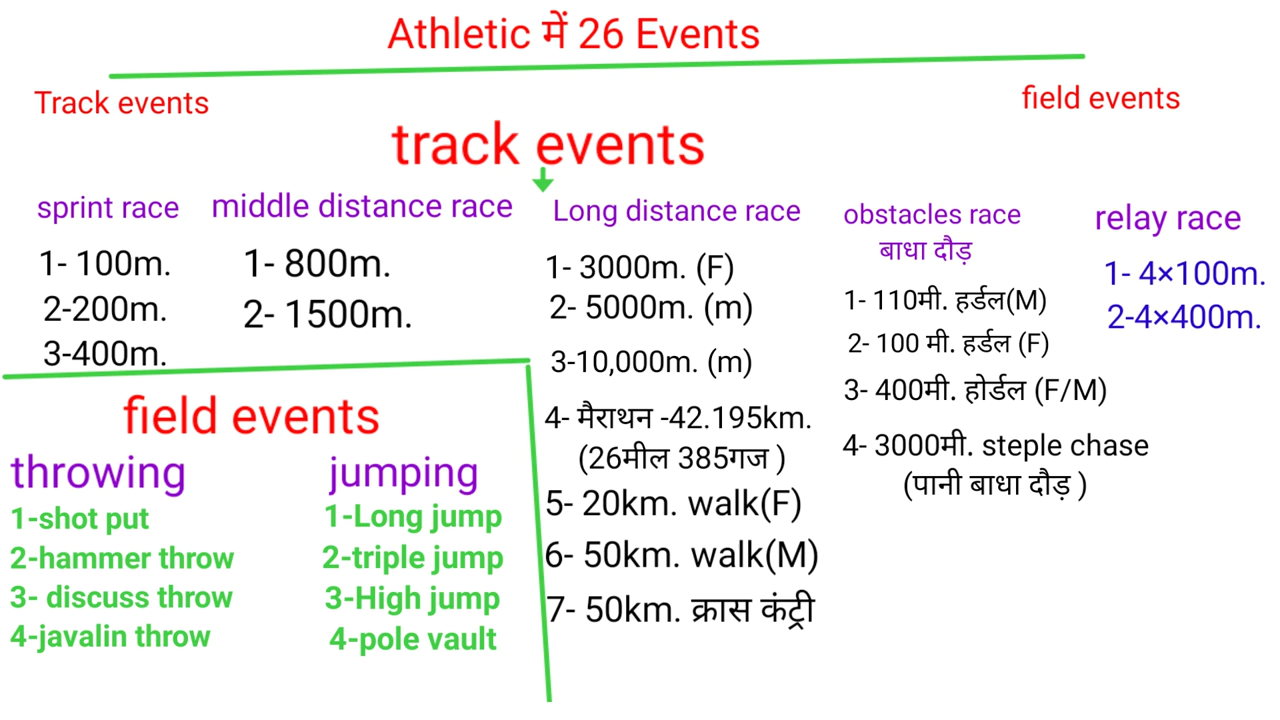 Athletic में 26 Events
Track events
field events
track events
sprint race
1- 100m.
2-200m.
3-400m.
middle distance race
1- 800m.
2- 1500m.
Long distance race
1- 3000m. (F)
2- 5000m. (m)
3-10,000m. (m)
4- मैराथन -42.195km.
(26मील 385गज )
5- 20km. walk(F)
6- 50km. walk(M)
7- 50km. क्रास कंट्री
obstacles race
बाधा दौड़
1- 110मी. हर्डल(M)
2- 100 मी. हर्डल (F)
3- 400मी. होर्डल (F/M)
4- 3000मी. steple chase
(पानी बाधा दौड़ )
relay race
1- 4×100m.
2-4×400m.
field events
throwing
1-shot put
2-hammer throw
3- discuss throw
4-javalin throw
jumping
1-Long jump
2-triple jump
3-High jump
4-pole vault